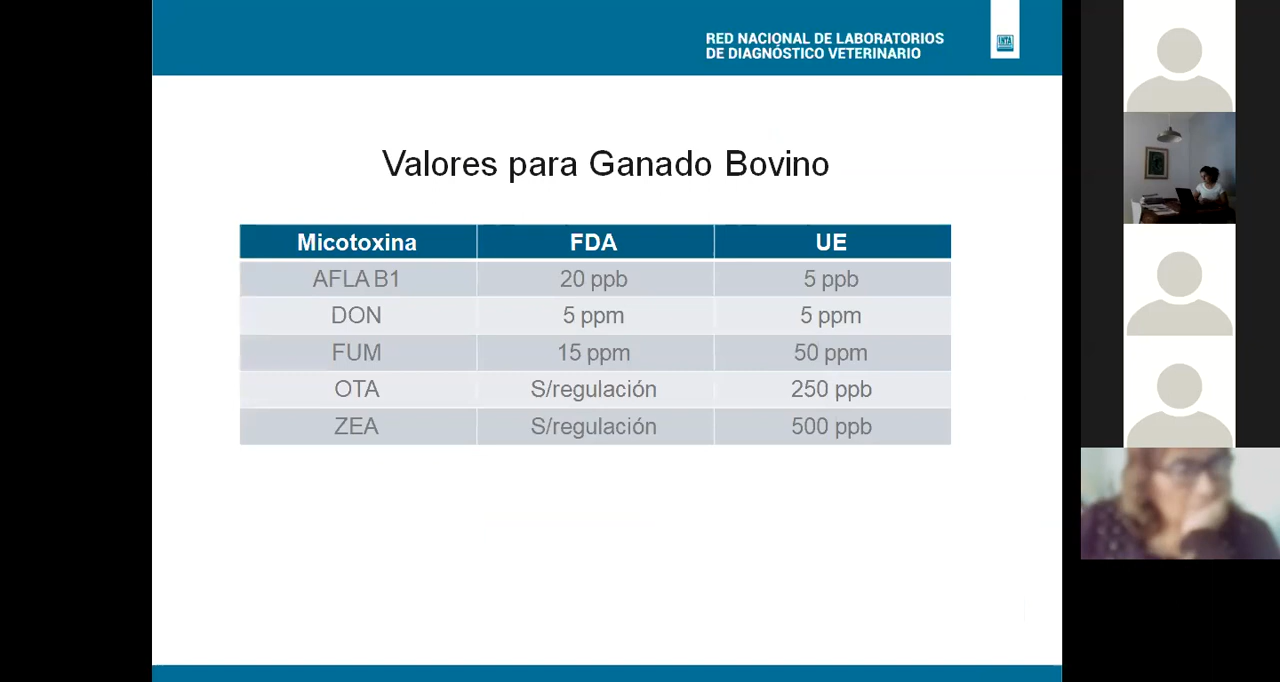 RED NACIONAL DE LABORATORIOS
DE DIAGNÓSTICO VETERINARIO
INTA
Valores para Ganado Bovino
Micotoxina FDA UE
AFLA B1 20 ppb 5 ppb
DON 5 ppm 5 ppm
FUM 15 ppm 50 ppm
OTA S/regulación 250 ppb
ZEA S/regulación 500 ppb